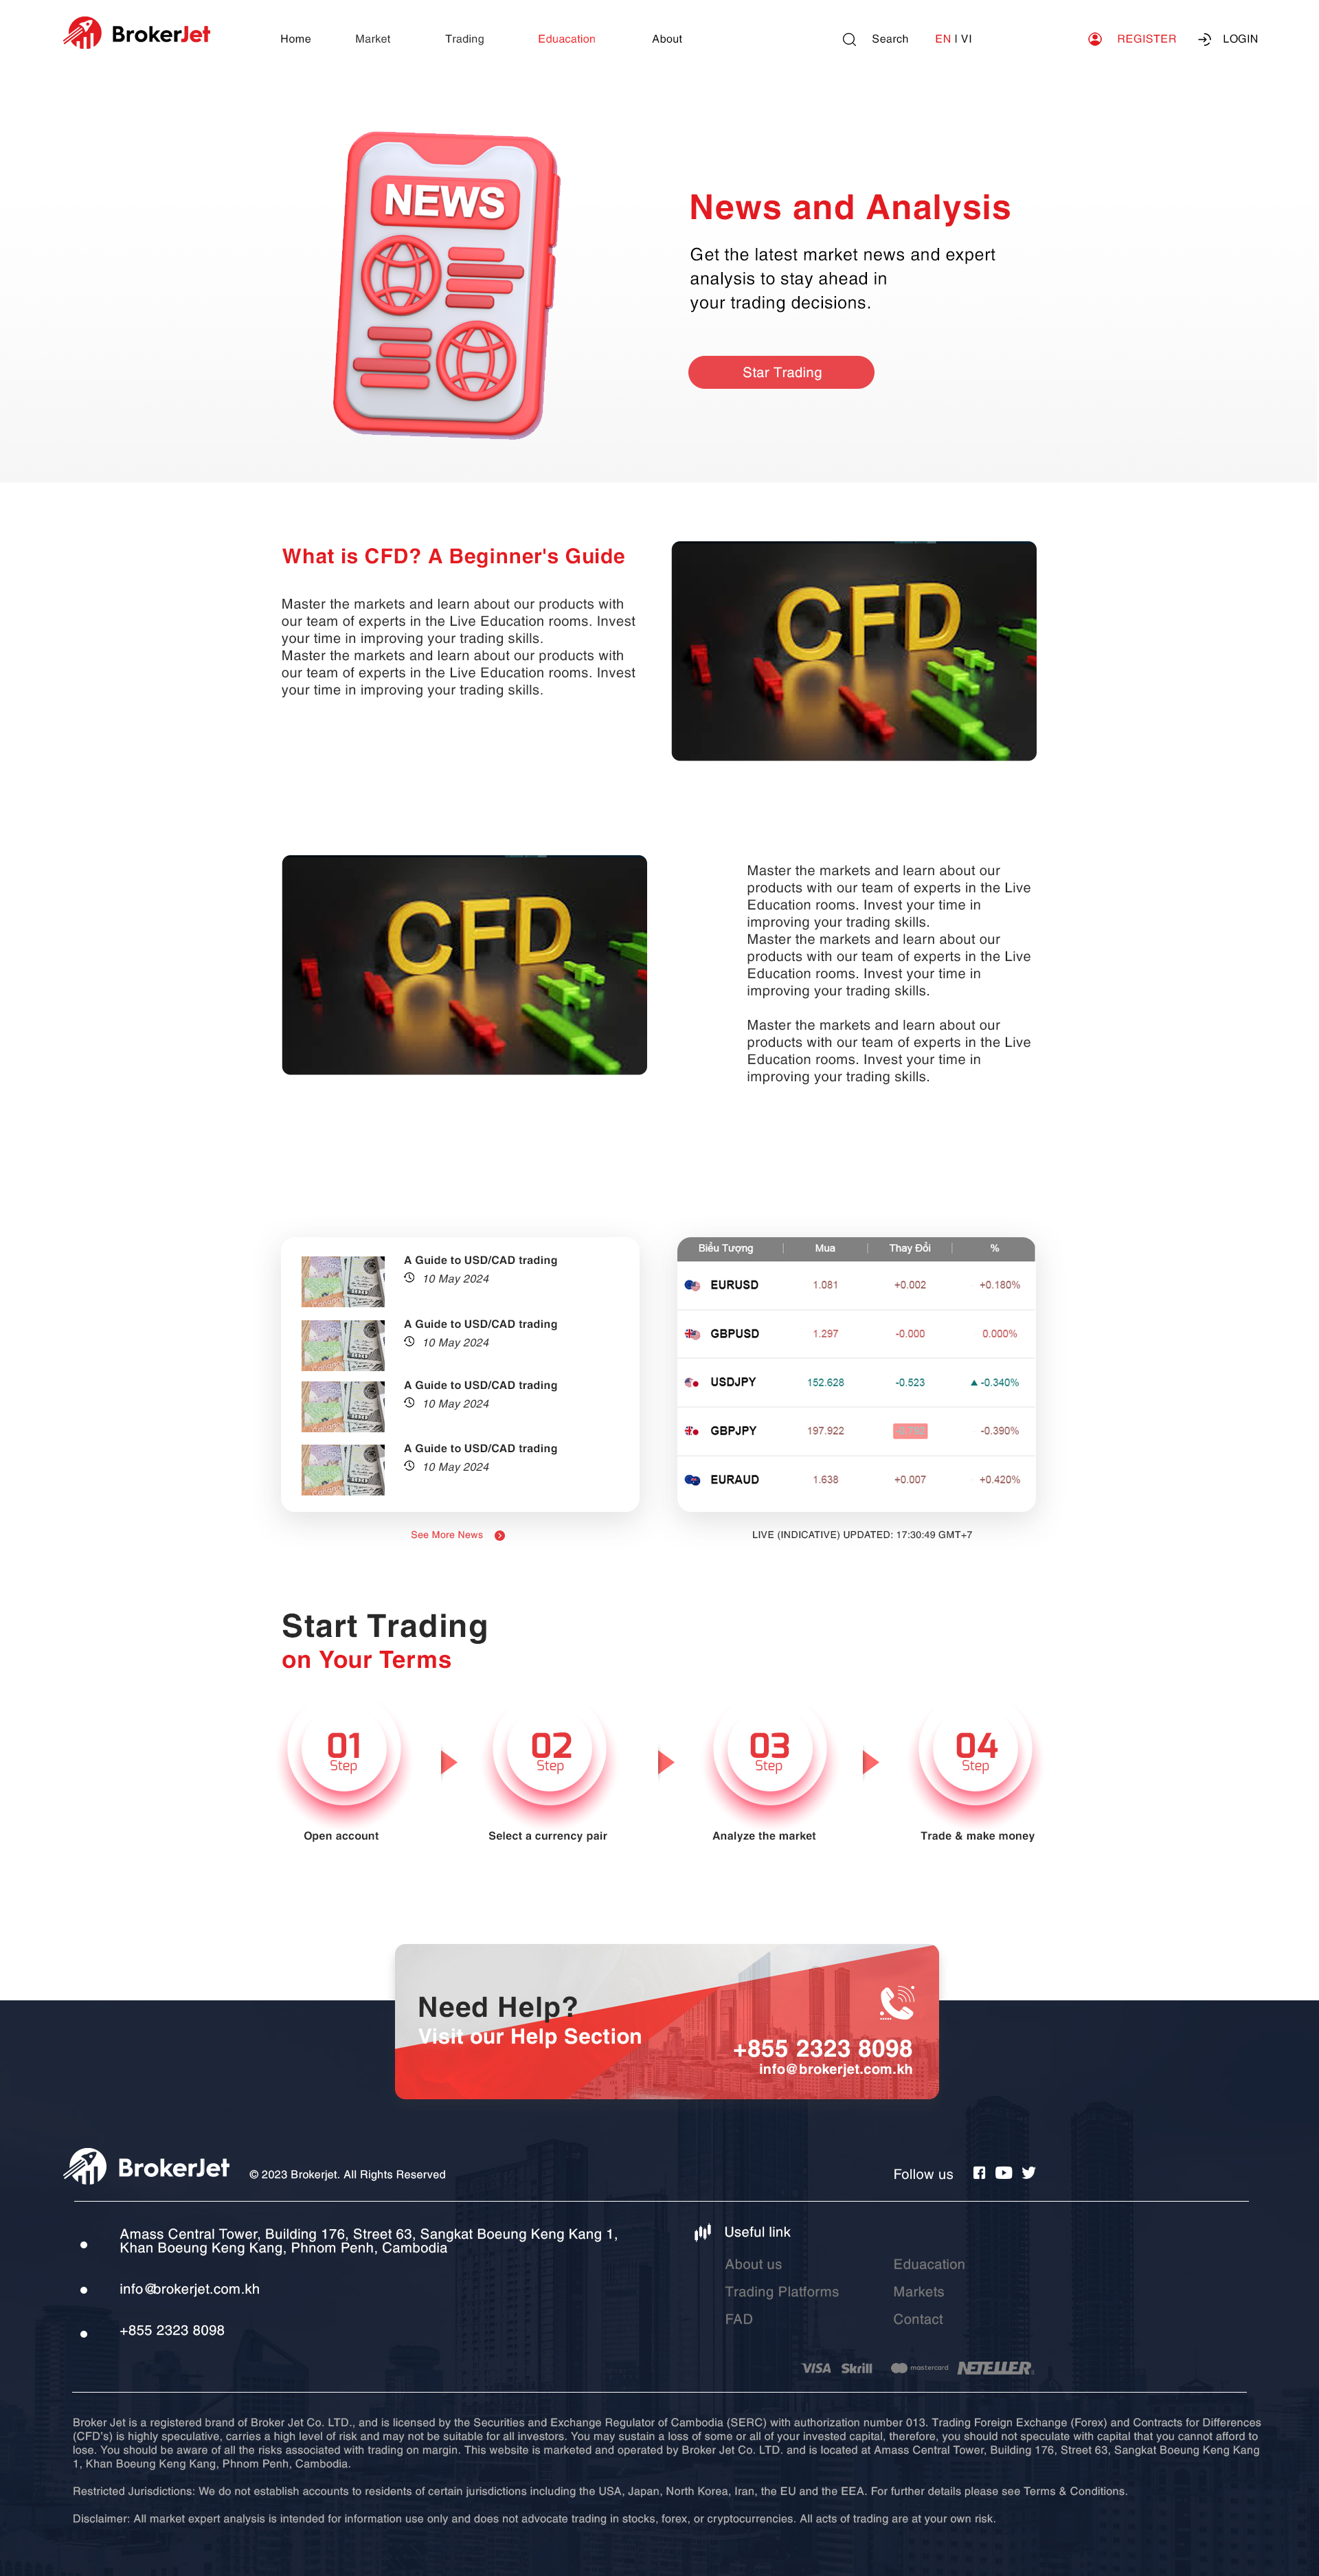 BrokerJet
Home Market Trading Eduacation About Search EN | VI REGISTER LOGIN
NEWS
News and Analysis
Get the latest market news and expert
analysis to stay ahead in
your trading decisions.
Star Trading
What is CFD? A Beginner's Guide
Master the markets and learn about our products with
our team of experts in the Live Education rooms. Invest
your time in improving your trading skills.
Master the markets and learn about our products with
our team of experts in the Live Education rooms. Invest
your time in improving your trading skills.
CFD
CFD
Master the markets and learn about our
products with our team of experts in the Live
Education rooms. Invest your time in
improving your trading skills.
Master the markets and learn about our
products with our team of experts in the Live
Education rooms. Invest your time in
improving your trading skills.
Master the markets and learn about our
products with our team of experts in the Live
Education rooms. Invest your time in
improving your trading skills.
A Guide to USD/CAD trading
10 May 2024
A Guide to USD/CAD trading
10 May 2024
A Guide to USD/CAD trading
10 May 2024
A Guide to USD/CAD trading
10 May 2024
See More News
Biểu Tượng | Mua | Thay Đổi | %
EURUSD 1.081 +0.002 +0.180%
GBPUSD 1.297 -0.000 0.000%
USDJPY 152.628 -0.523 ▲ -0.340%
GBPJPY 197.922 -0.390%
EURAUD 1.638 +0.007 +0.420%
LIVE (INDICATIVE) UPDATED: 17:30:49 GMT+7
Start Trading
on Your Terms
01 Step
Open account
02 Step
Select a currency pair
03 Step
Analyze the market
04 Step
Trade & make money
Need Help?
Visit our Help Section
+855 2323 8098
info@brokerjet.com.kh
BrokerJet
© 2023 Brokerjet. All Rights Reserved
Follow us
Amass Central Tower, Building 176, Street 63, Sangkat Boeung Keng Kang 1,
Khan Boeung Keng Kang, Phnom Penh, Cambodia
info@brokerjet.com.kh
+855 2323 8098
Useful link
About us Eduacation
Trading Platforms Markets
FAD Contact
VISA Skrill mastercard NETELLER
Broker Jet is a registered brand of Broker Jet Co. LTD., and is licensed by the Securities and Exchange Regulator of Cambodia (SERC) with authorization number 013. Trading Foreign Exchange (Forex) and Contracts for Differences
(CFD's) is highly speculative, carries a high level of risk and may not be suitable for all investors. You may sustain a loss of some or all of your invested capital, therefore, you should not speculate with capital that you cannot afford to
lose. You should be aware of all the risks associated with trading on margin. This website is marketed and operated by Broker Jet Co. LTD. and is located at Amass Central Tower, Building 176, Street 63, Sangkat Boeung Keng Kang
1, Khan Boeung Keng Kang, Phnom Penh, Cambodia.
Restricted Jurisdictions: We do not establish accounts to residents of certain jurisdictions including the USA, Japan, North Korea, Iran, the EU and the EEA. For further details please see Terms & Conditions.
Disclaimer: All market expert analysis is intended for information use only and does not advocate trading in stocks, forex, or cryptocurrencies. All acts of trading are at your own risk.